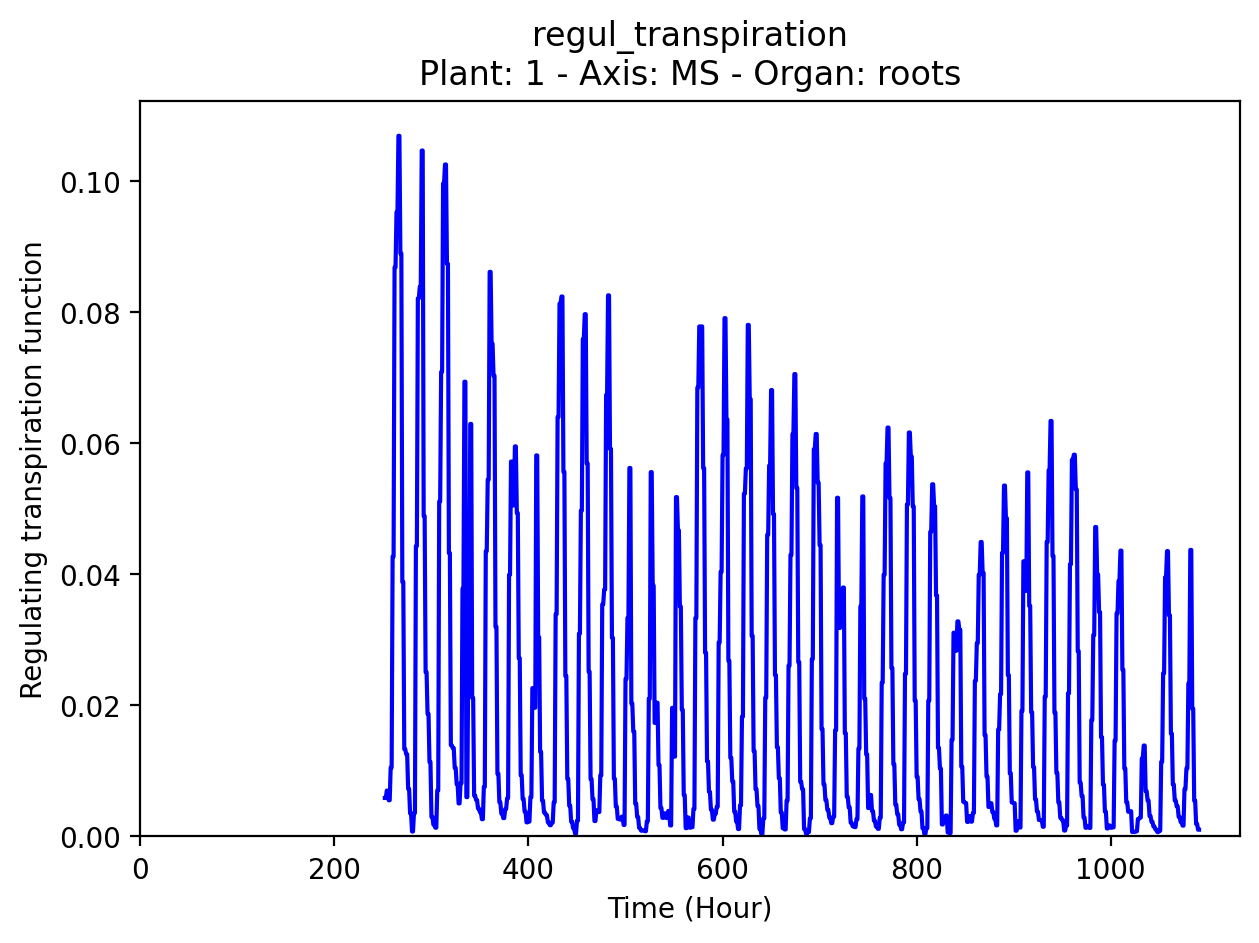 regul_transpiration
Plant: 1 - Axis: MS - Organ: roots
Regulating transpiration function
0.10
0.08
0.06
0.04
0.02
0.00
0 200 400 600 800 1000
Time (Hour)